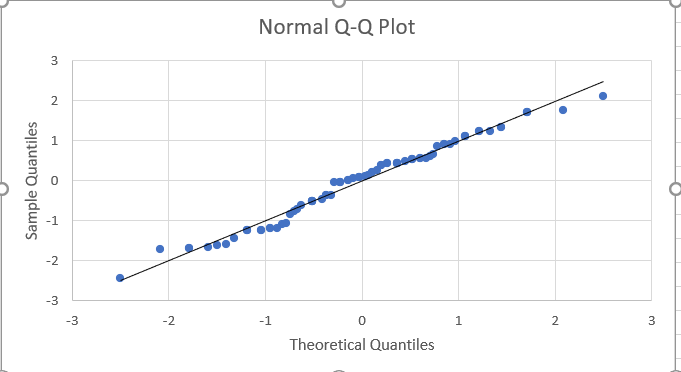 Normal Q-Q Plot
3
2
1
0
-1
-2
-3
Sample Quantiles
-3 -2 -1 0 1 2 3
Theoretical Quantiles